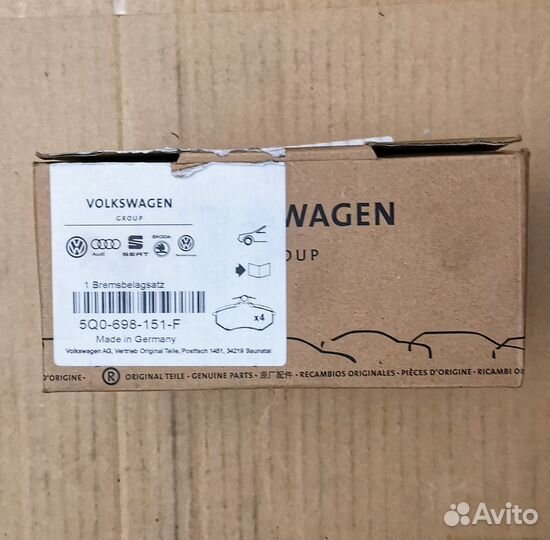 VOLKSWAGEN
GROUP
Audi
SEAT
SKODA
1 Bremsbelagsatz
x4
5Q0-698-151-F
Made in Germany
Volkswagen AG, Vertrieb Original Teile, Postfach 1451, 34219 Baunatal
WAGEN
OUP
D'ORIGINE- ® ORIGINAL TEILE - GENUINE PARTS - 原厂配件 - RECAMBIOS ORIGINALES - PIÈCES D'ORIGINE - RICAMBI OR
Avito